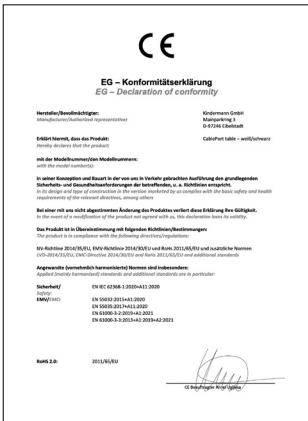 CE
EG – Konformitätserklärung
EG – Declaration of conformity
Hersteller/Bevollmächtigter:
Manufacturer/Authorized representative:
Kindermann GmbH
Mainparkring 3
D-97246 Eibelstadt
Erklärt hiermit, dass das Produkt:
Hereby declares that the product:
CablePort table – weiß/schwarz
mit der Modellnummer/den Modellnummern:
with the model number(s):
in seiner Konzeption und Bauart in der von uns in Verkehr gebrachten Ausführung den grundlegenden
Sicherheits- und Gesundheitsanforderungen der betreffenden, u. a. Richtlinien entspricht.
In its design and type of construction in the version marketed by us complies with the basic safety and health
requirements of the relevant directives, among others
Bei einer mit uns nicht abgestimmten Änderung des Produktes verliert diese Erklärung ihre Gültigkeit.
In the event of a modification of the product not agreed with us, this declaration loses its validity.
Das Produkt ist in Übereinstimmung mit folgenden Richtlinien/Bestimmungen:
The product is in compliance with the following directives/regulations:
NV-Richtlinie 2014/35/EU, EMV-Richtlinie 2014/30/EU und RoHs 2011/65/EU und zusätzliche Normen
LVD-2014/35/EU, EMC-Directive 2014/30/EU and RoHs 2011/65/EU and additional standards
Angewandte (vornehmlich harmonisierte) Normen sind insbesondere:
Applied (mainly harmonised) standards and additional standards are in particular:
Sicherheit/
Safety:
EN IEC 62368-1:2020+A11:2020
EMV/EMC:
EN 55032:2015+A1:2020
EN 55035:2017+A11:2020
EN 61000-3-2:2019+A1:2021
EN 61000-3-3:2013+A1:2019+A2:2021
RoHS 2.0:
2011/65/EU
CE Beauftragter